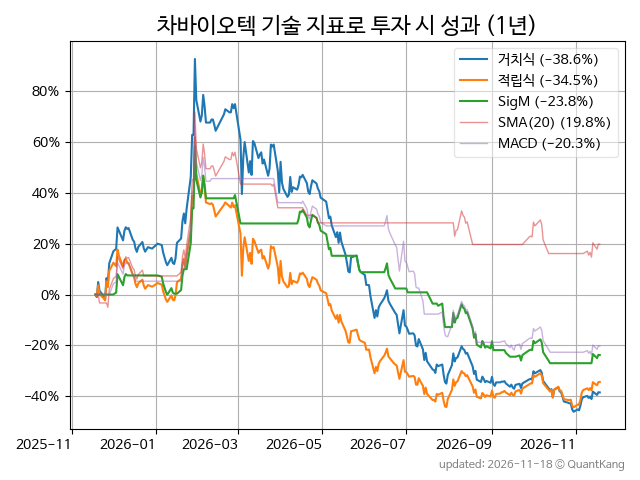 차바이오텍 기술 지표로 투자 시 성과 (1년)
거치식 (−38.6%)
적립식 (−34.5%)
SigM (−23.8%)
SMA(20) (19.8%)
MACD (−20.3%)
80%
60%
40%
20%
0%
−20%
−40%
2025−11 2026−01 2026−03 2026−05 2026−07 2026−09 2026−11
updated: 2026−11−18 © QuantKang